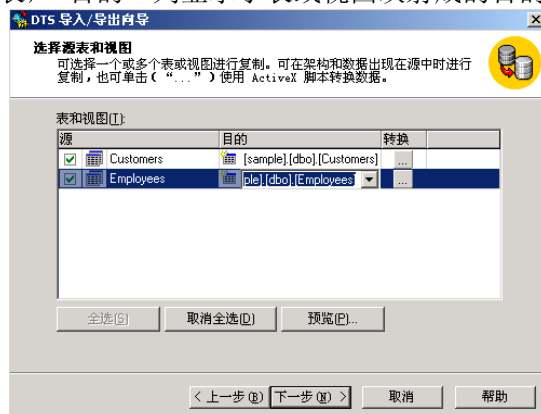 DTS 导入/导出向导
选择源表和视图
可选择一个或多个表或视图进行复制。可在架构和数据出现在源中时进行
复制，也可单击(“...”)使用 ActiveX 脚本转换数据。
表和视图(T):
源 目的 转换
Customers [sample].[dbo].[Customers] ...
Employees ple].[dbo].[Employees] ...
全选(S) 取消全选(D) 预览(P)...
< 上一步(B) 下一步(N) > 取消 帮助